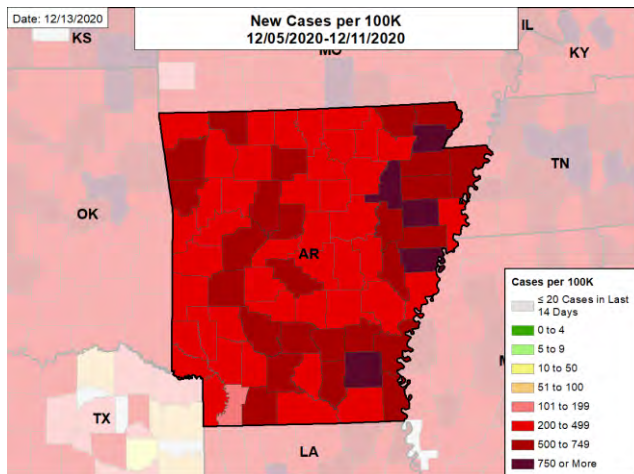 Date: 12/13/2020
New Cases per 100K
12/05/2020-12/11/2020
KS
MO
IL
KY
OK
TN
AR
TX
LA
M
Cases per 100K
≤ 20 Cases in Last
14 Days
0 to 4
5 to 9
10 to 50
51 to 100
101 to 199
200 to 499
500 to 749
750 or More